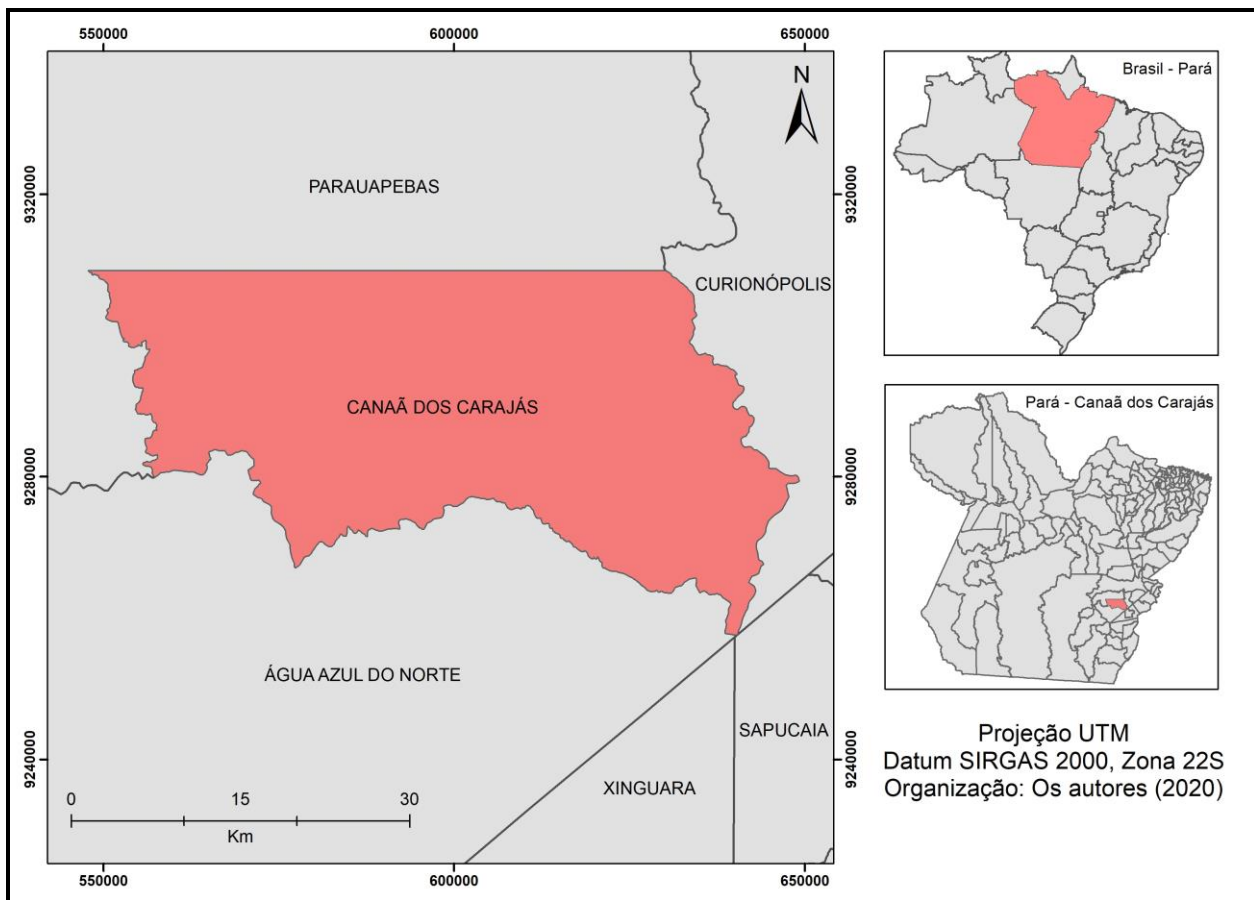 550000
600000
650000
N
9320000
9320000
PARAUAPEBAS
CURIONÓPOLIS
CANAÃ DOS CARAJÁS
9280000
9280000
ÁGUA AZUL DO NORTE
SAPUCAIA
XINGUARA
9240000
9240000
0 15 30
Km
550000
600000
650000
Brasil - Pará
Pará - Canaã dos Carajás
Projeção UTM
Datum SIRGAS 2000, Zona 22S
Organização: Os autores (2020)